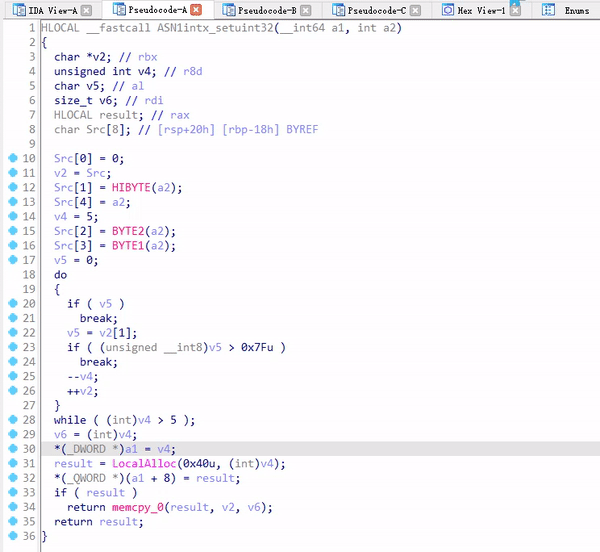 IDA View-A Pseudocode-A Pseudocode-B Pseudocode-C Hex View-1 Enums
1 HLOCAL __fastcall ASN1intx_setuint32(__int64 a1, int a2)
2 {
3 char *v2; // rbx
4 unsigned int v4; // r8d
5 char v5; // al
6 size_t v6; // rdi
7 HLOCAL result; // rax
8 char Src[8]; // [rsp+20h] [rbp-18h] BYREF
9
10 Src[0] = 0;
11 v2 = Src;
12 Src[1] = HIBYTE(a2);
13 Src[4] = a2;
14 v4 = 5;
15 Src[2] = BYTE2(a2);
16 Src[3] = BYTE1(a2);
17 v5 = 0;
18 do
19 {
20 if ( v5 )
21 break;
22 v5 = v2[1];
23 if ( (unsigned __int8)v5 > 0x7Fu )
24 break;
25 --v4;
26 ++v2;
27 }
28 while ( (int)v4 > 5 );
29 v6 = (int)v4;
30 *(_DWORD *)a1 = v4;
31 result = LocalAlloc(0x40u, (int)v4);
32 *(_QWORD *)(a1 + 8) = result;
33 if ( result )
34 return memcpy_0(result, v2, v6);
35 return result;
36 }